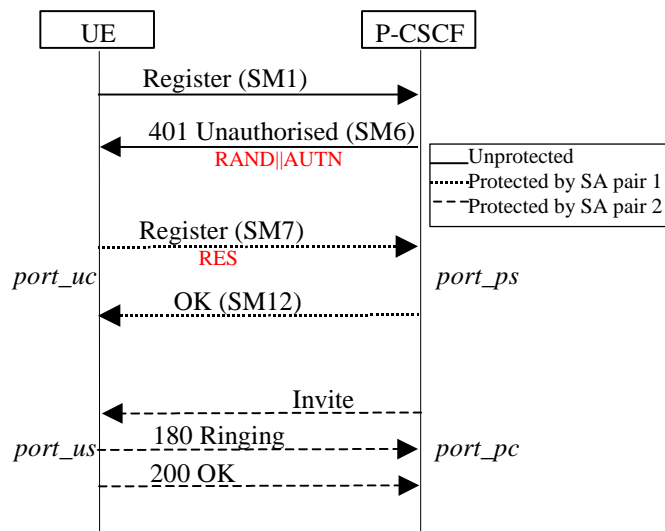 UE
P-CSCF
Register (SM1)
401 Unauthorised (SM6)
RAND||AUTN
Unprotected
Protected by SA pair 1
Protected by SA pair 2
Register (SM7)
RES
port_uc
port_ps
OK (SM12)
Invite
port_us
180 Ringing
port_pc
200 OK